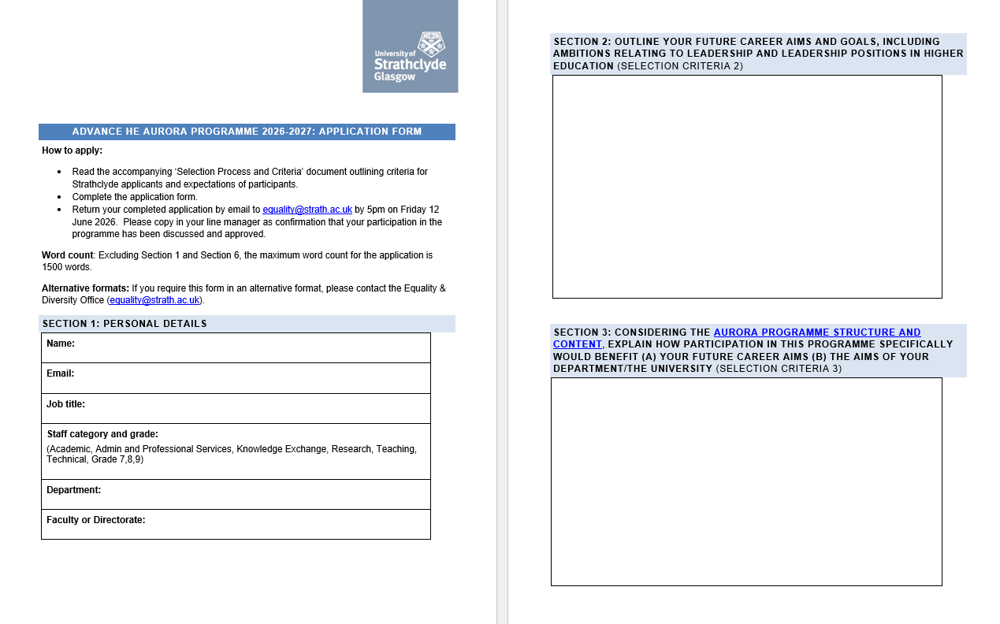 University of
Strathclyde
Glasgow
ADVANCE HE AURORA PROGRAMME 2026-2027: APPLICATION FORM
How to apply:
• Read the accompanying ‘Selection Process and Criteria’ document outlining criteria for
Strathclyde applicants and expectations of participants.
• Complete the application form.
• Return your completed application by email to equality@strath.ac.uk by 5pm on Friday 12
June 2026.  Please copy in your line manager as confirmation that your participation in the
programme has been discussed and approved.
Word count: Excluding Section 1 and Section 6, the maximum word count for the application is
1500 words.
Alternative formats: If you require this form in an alternative format, please contact the Equality &
Diversity Office (equality@strath.ac.uk).
SECTION 1: PERSONAL DETAILS
Name:
Email:
Job title:
Staff category and grade:
(Academic, Admin and Professional Services, Knowledge Exchange, Research, Teaching,
Technical, Grade 7,8,9)
Department:
Faculty or Directorate:
SECTION 2: OUTLINE YOUR FUTURE CAREER AIMS AND GOALS, INCLUDING
AMBITIONS RELATING TO LEADERSHIP AND LEADERSHIP POSITIONS IN HIGHER
EDUCATION (SELECTION CRITERIA 2)
SECTION 3: CONSIDERING THE AURORA PROGRAMME STRUCTURE AND
CONTENT, EXPLAIN HOW PARTICIPATION IN THIS PROGRAMME SPECIFICALLY
WOULD BENEFIT (A) YOUR FUTURE CAREER AIMS (B) THE AIMS OF YOUR
DEPARTMENT/THE UNIVERSITY (SELECTION CRITERIA 3)